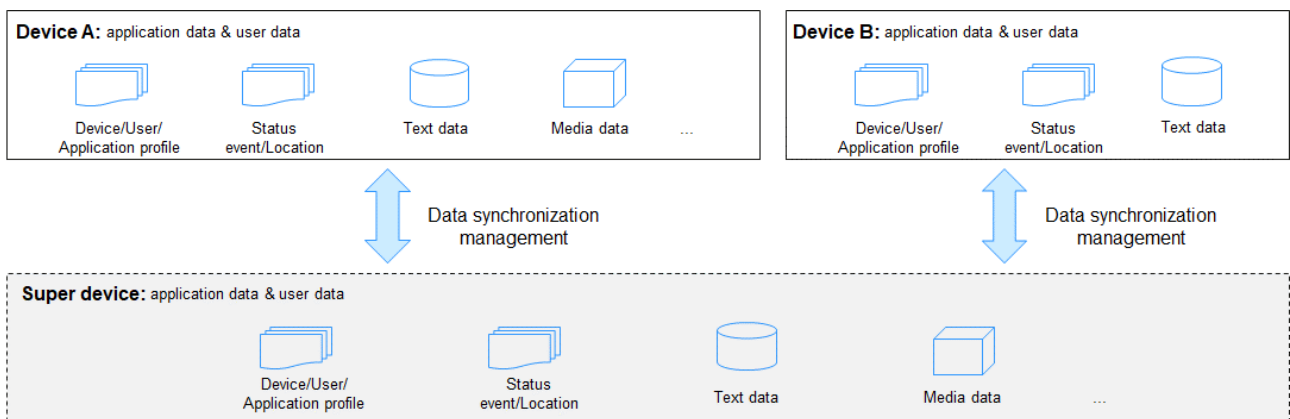 Device A: application data & user data
Device/User/
Application profile
Status
event/Location
Text data
Media data
...
Device B: application data & user data
Device/User/
Application profile
Status
event/Location
Text data
Data synchronization
management
Data synchronization
management
Super device: application data & user data
Device/User/
Application profile
Status
event/Location
Text data
Media data
...